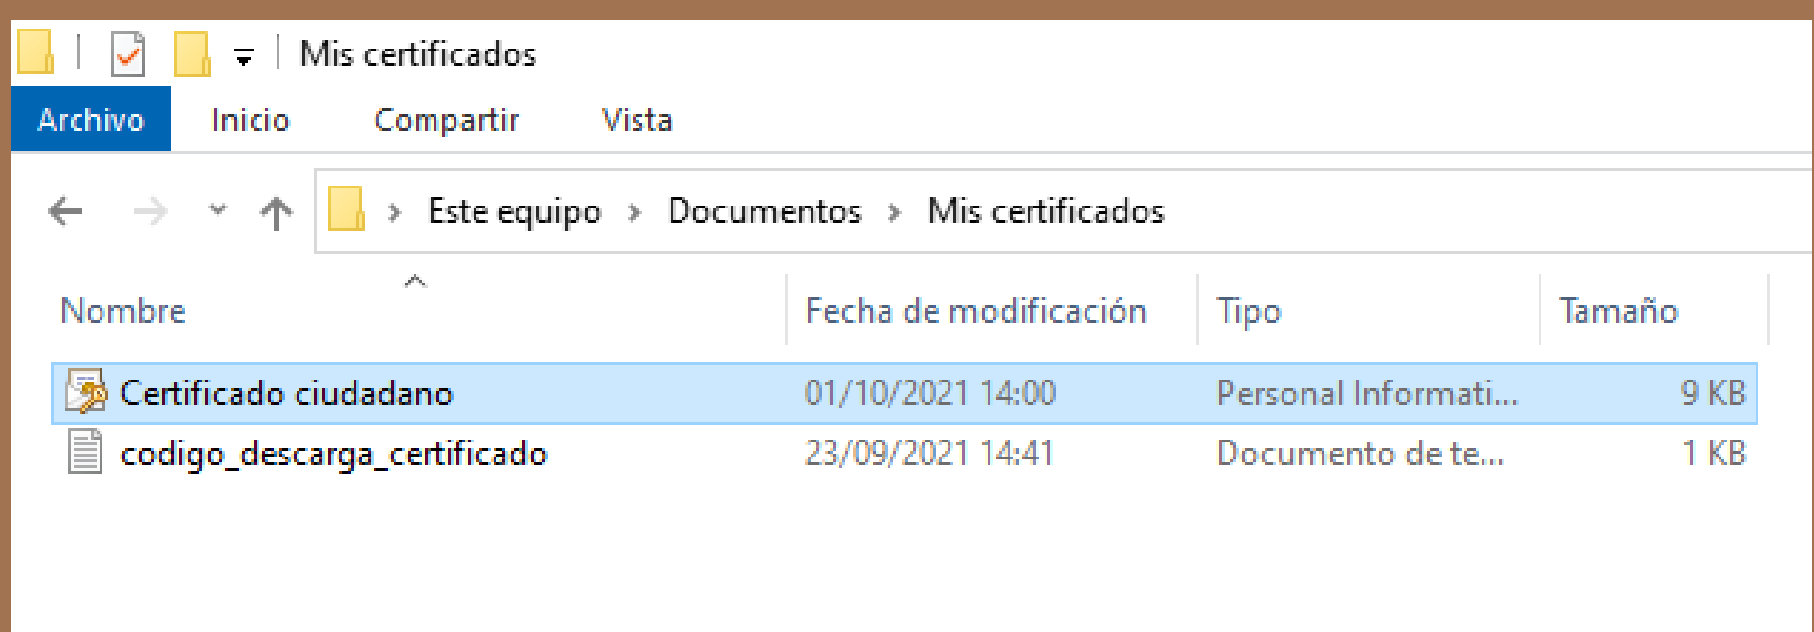 Mis certificados
Archivo Inicio Compartir Vista
Este equipo Documentos Mis certificados
Nombre Fecha de modificación Tipo Tamaño
Certificado ciudadano 01/10/2021 14:00 Personal Informati... 9 KB
codigo_descarga_certificado 23/09/2021 14:41 Documento de te... 1 KB